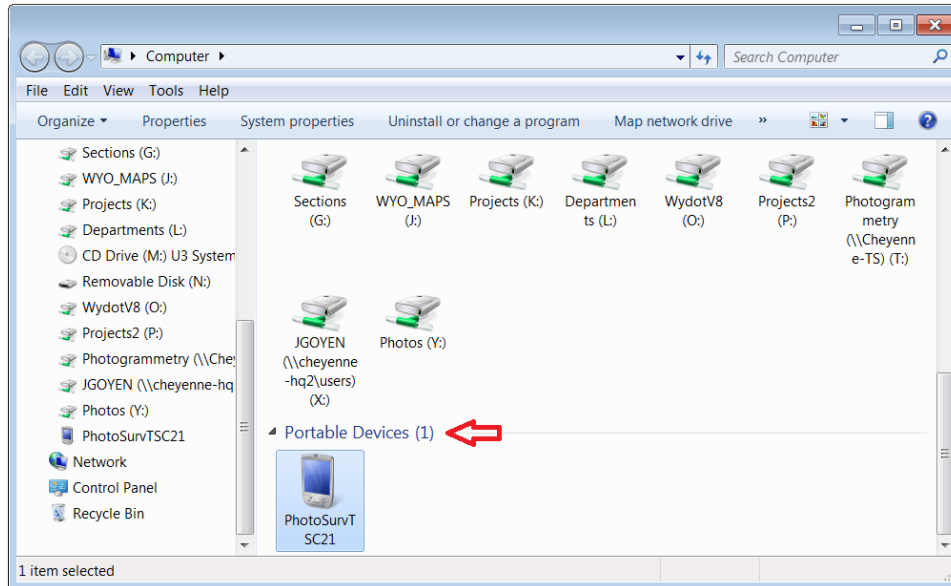 Computer
Search Computer
File Edit View Tools Help
Organize Properties System properties Uninstall or change a program Map network drive »
Sections (G:)
WYO_MAPS (J:)
Projects (K:)
Departments (L:)
CD Drive (M:) U3 System
Removable Disk (N:)
WydotV8 (O:)
Projects2 (P:)
Photogrammetry (\\Chey
JGOYEN (\\cheyenne-hq
Photos (Y:)
PhotoSurvTSC21
Network
Control Panel
Recycle Bin
Sections
(G:)
WYO_MAPS
(J:)
Projects (K:)
Departmen
ts (L:)
WydotV8
(O:)
Projects2
(P:)
Photogram
metry
(\\Cheyenn
e-TS) (T:)
JGOYEN
(\\cheyenne
-hq2\users)
(X:)
Photos (Y:)
Portable Devices (1)
PhotoSurvT
SC21
1 item selected